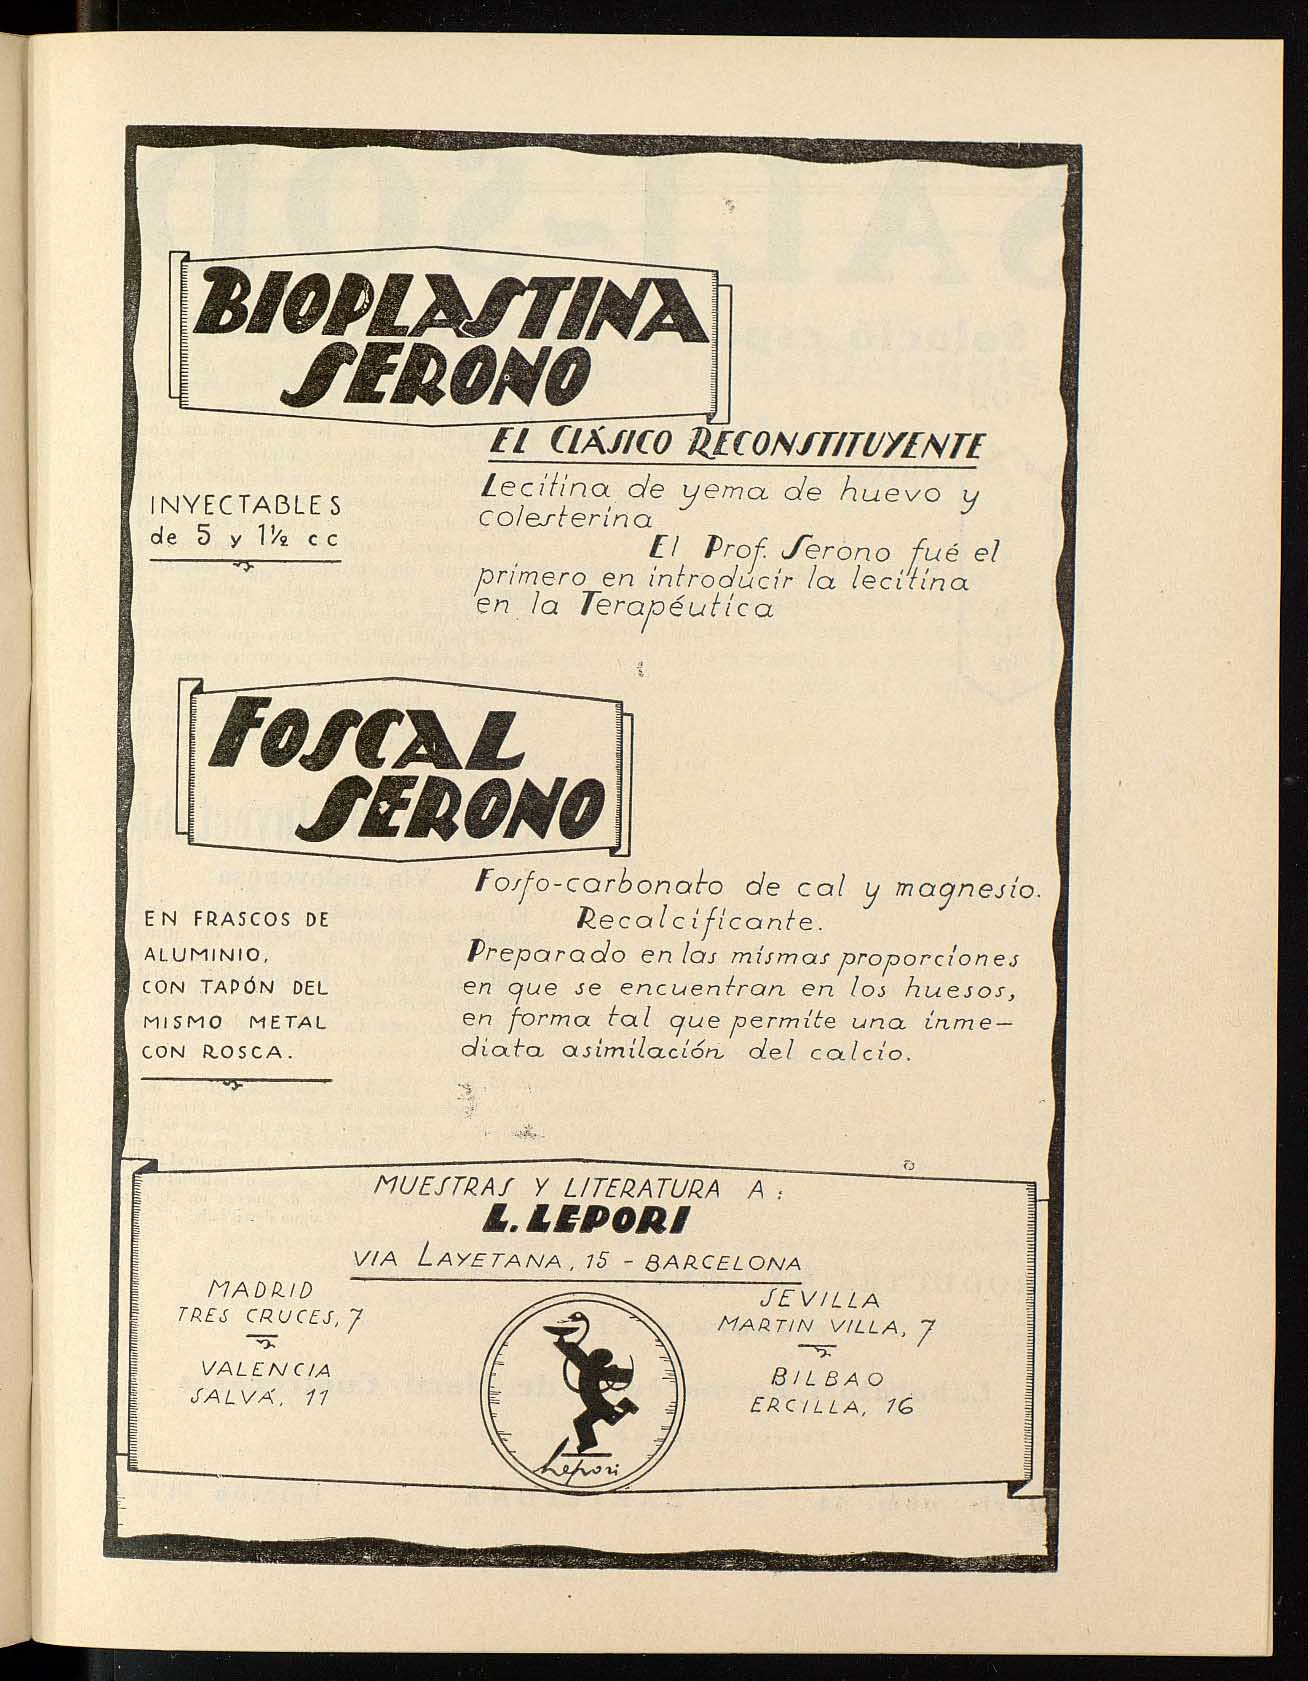 BIOPLASTINA
SERONO
EL CLÁSICO RECONSTITUYENTE
INYECTABLES
de 5 y 1½ cc
Lecitina de yema de huevo y
colesterina
El Prof. Serono fué el
primero en introducir la lecitina
en la Terapéutica
FOSCAL
SERONO
EN FRASCOS DE
ALUMINIO,
CON TAPÓN DEL
MISMO METAL
CON ROSCA.
Fosfo-carbonato de cal y magnesio.
Recalcificante.
Preparado en las mismas proporciones
en que se encuentran en los huesos,
en forma tal que permite una inme-
diata asimilación del calcio.
MUESTRAS Y LITERATURA A :
L. LEPORI
VIA LAYETANA, 15 - BARCELONA
MADRID
TRES CRUCES, 7
VALENCIA
SALVÁ, 11
SEVILLA
MARTIN VILLA, 7
BILBAO
ERCILLA, 16
Lepori